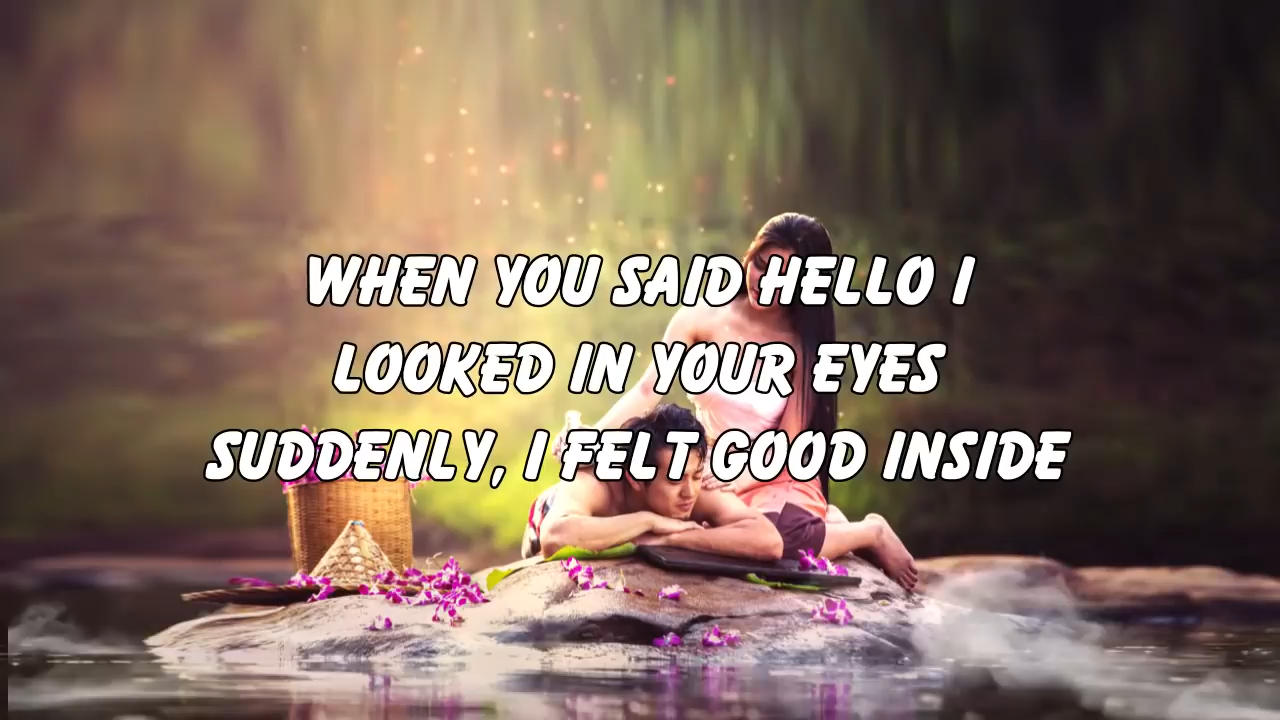 WHEN YOU SAID HELLO I
LOOKED IN YOUR EYES
SUDDENLY, I FELT GOOD INSIDE